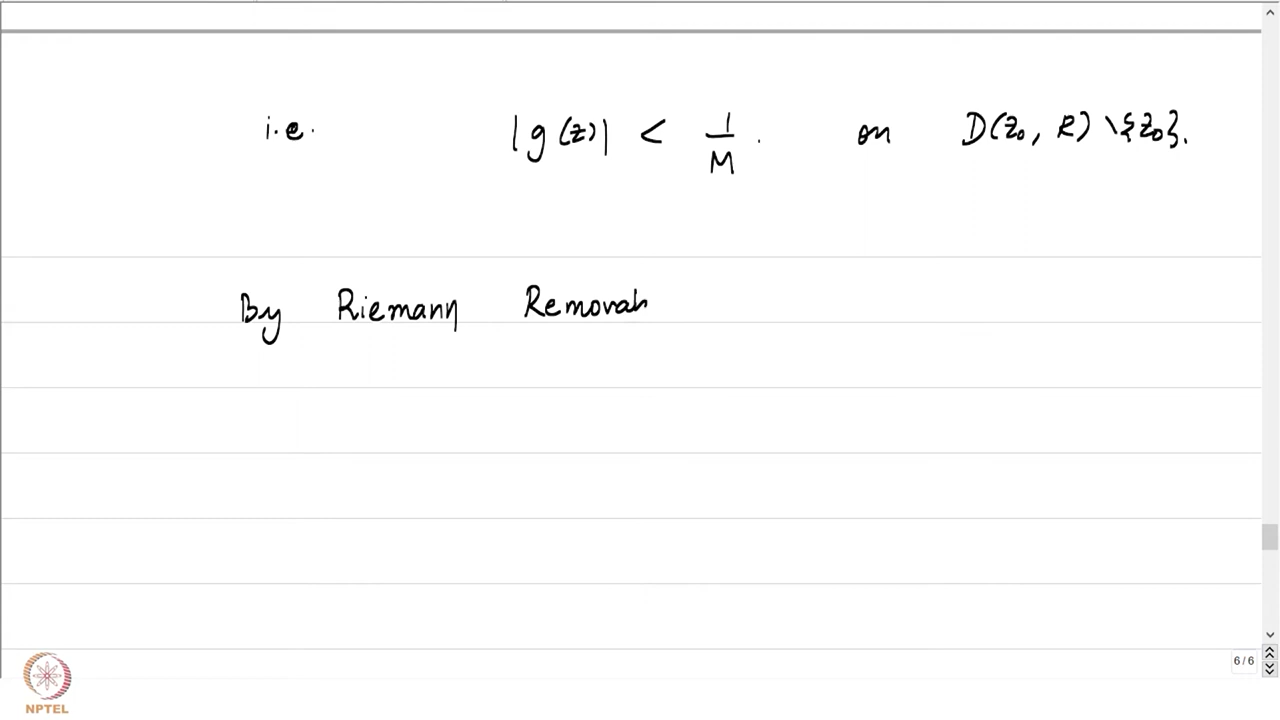 i.e. |g(z)| < 1/M . on D(z₀, R) \{z₀}.
By Riemann Removab
6 / 6
NPTEL